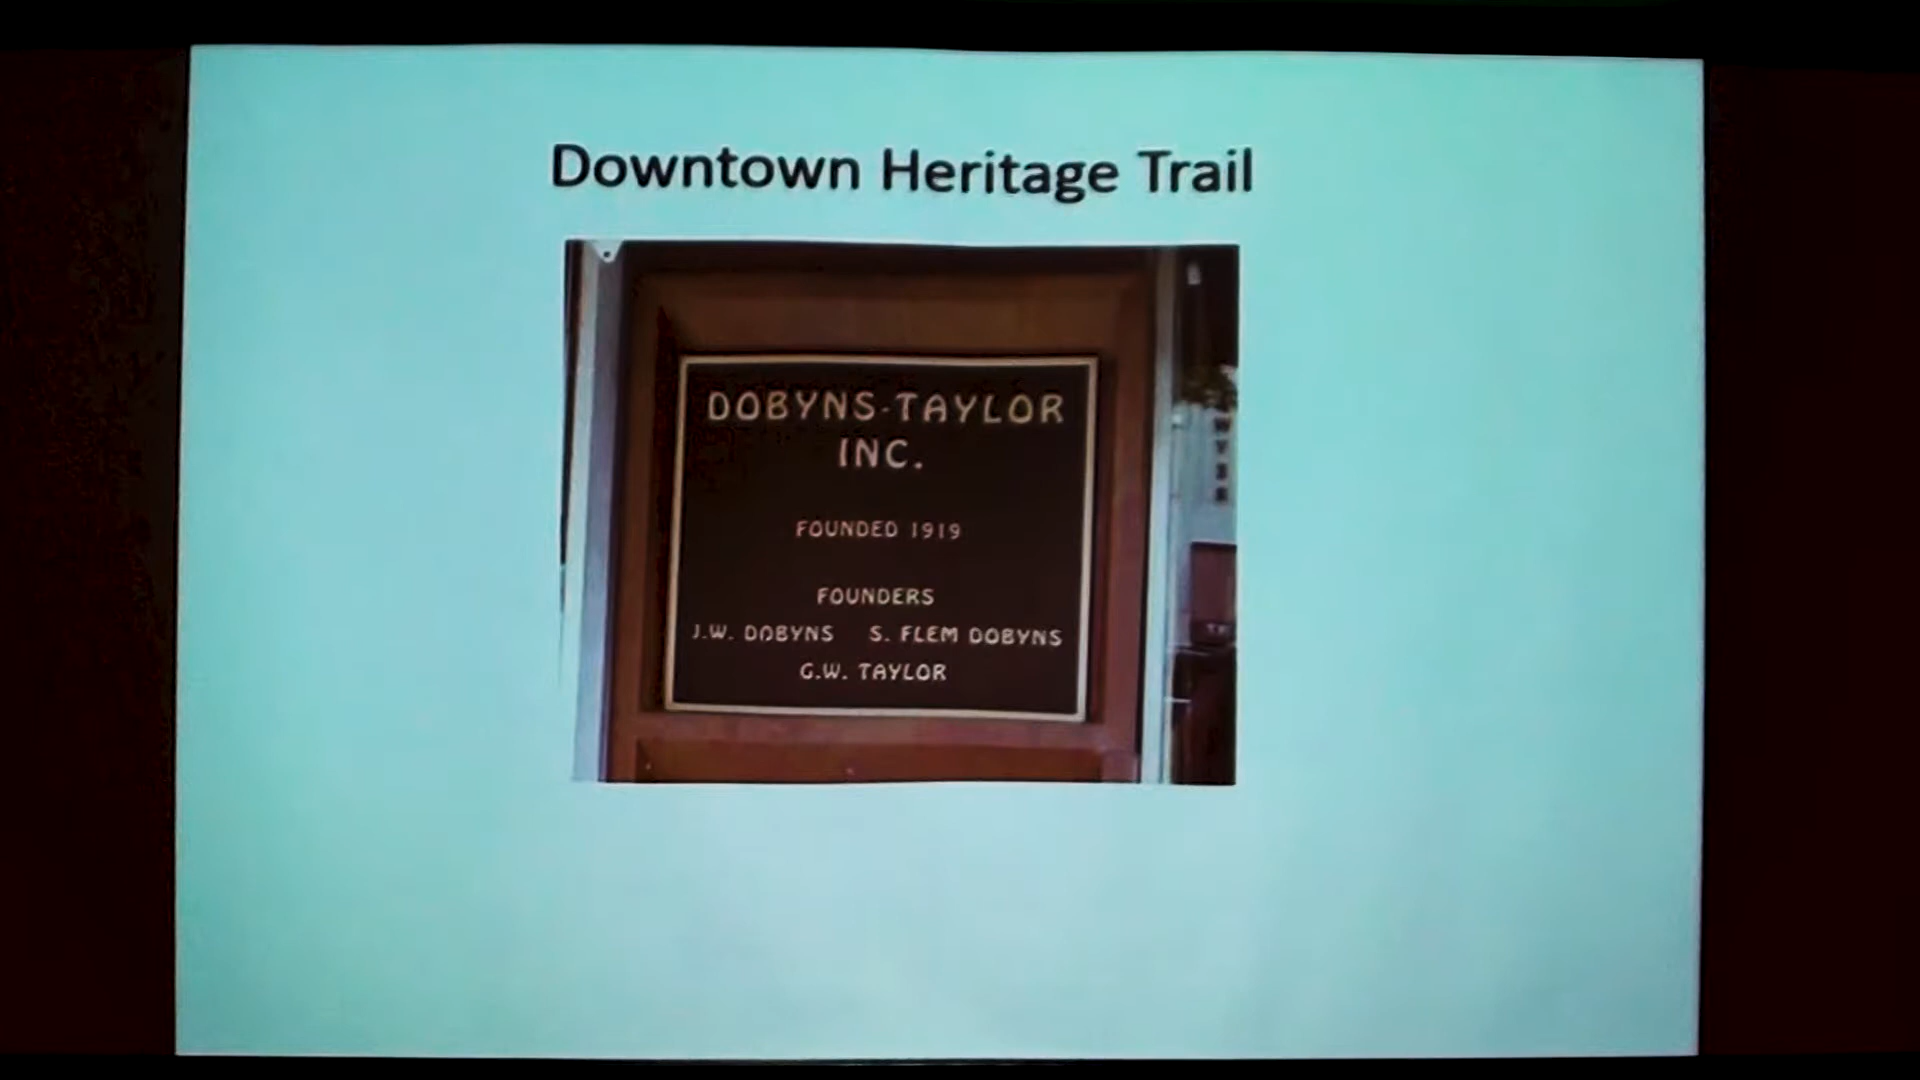 Downtown Heritage Trail
DOBYNS-TAYLOR
INC.
FOUNDED 1919
FOUNDERS
J.W. DOBYNS S. FLEM DOBYNS
G.W. TAYLOR